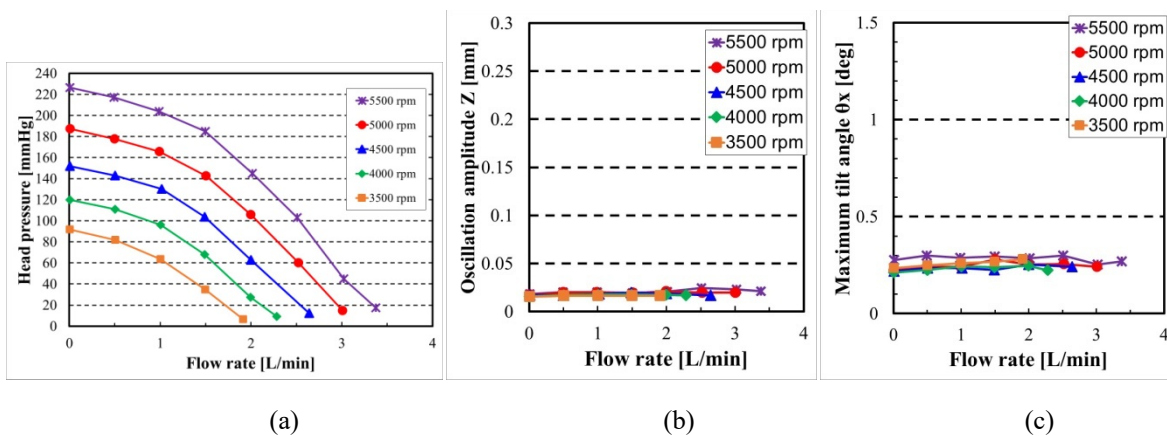 240
220
200
180
160
140
120
100
80
60
40
20
0
Head pressure [mmHg]
5500 rpm
5000 rpm
4500 rpm
4000 rpm
3500 rpm
0 1 2 3 4
Flow rate [L/min]
(a)
0.3
0.25
0.2
0.15
0.1
0.05
0
Oscillation amplitude Z [mm]
5500 rpm
5000 rpm
4500 rpm
4000 rpm
3500 rpm
0 1 2 3 4
Flow rate [L/min]
(b)
1.5
1
0.5
0
Maximum tilt angle θx [deg]
5500 rpm
5000 rpm
4500 rpm
4000 rpm
3500 rpm
0 1 2 3 4
Flow rate [L/min]
(c)